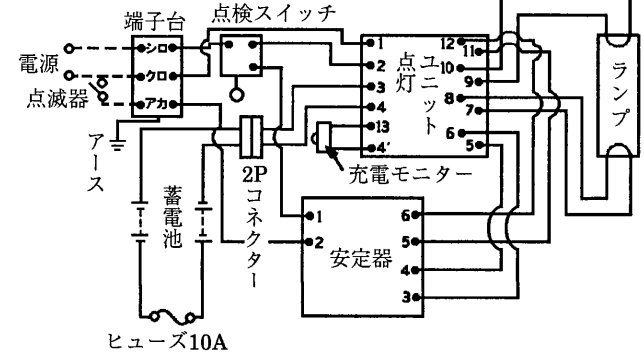 端子台
点検スイッチ
シロ
クロ
アカ
電源
点滅器
アース
1
2
3
4
13
4'
12
11
10
9
8
7
6
5
点灯
ユニット
ランプ
充電モニター
2P
コネクター
蓄電池
ヒューズ10A
1
2
安定器
6
5
4
3